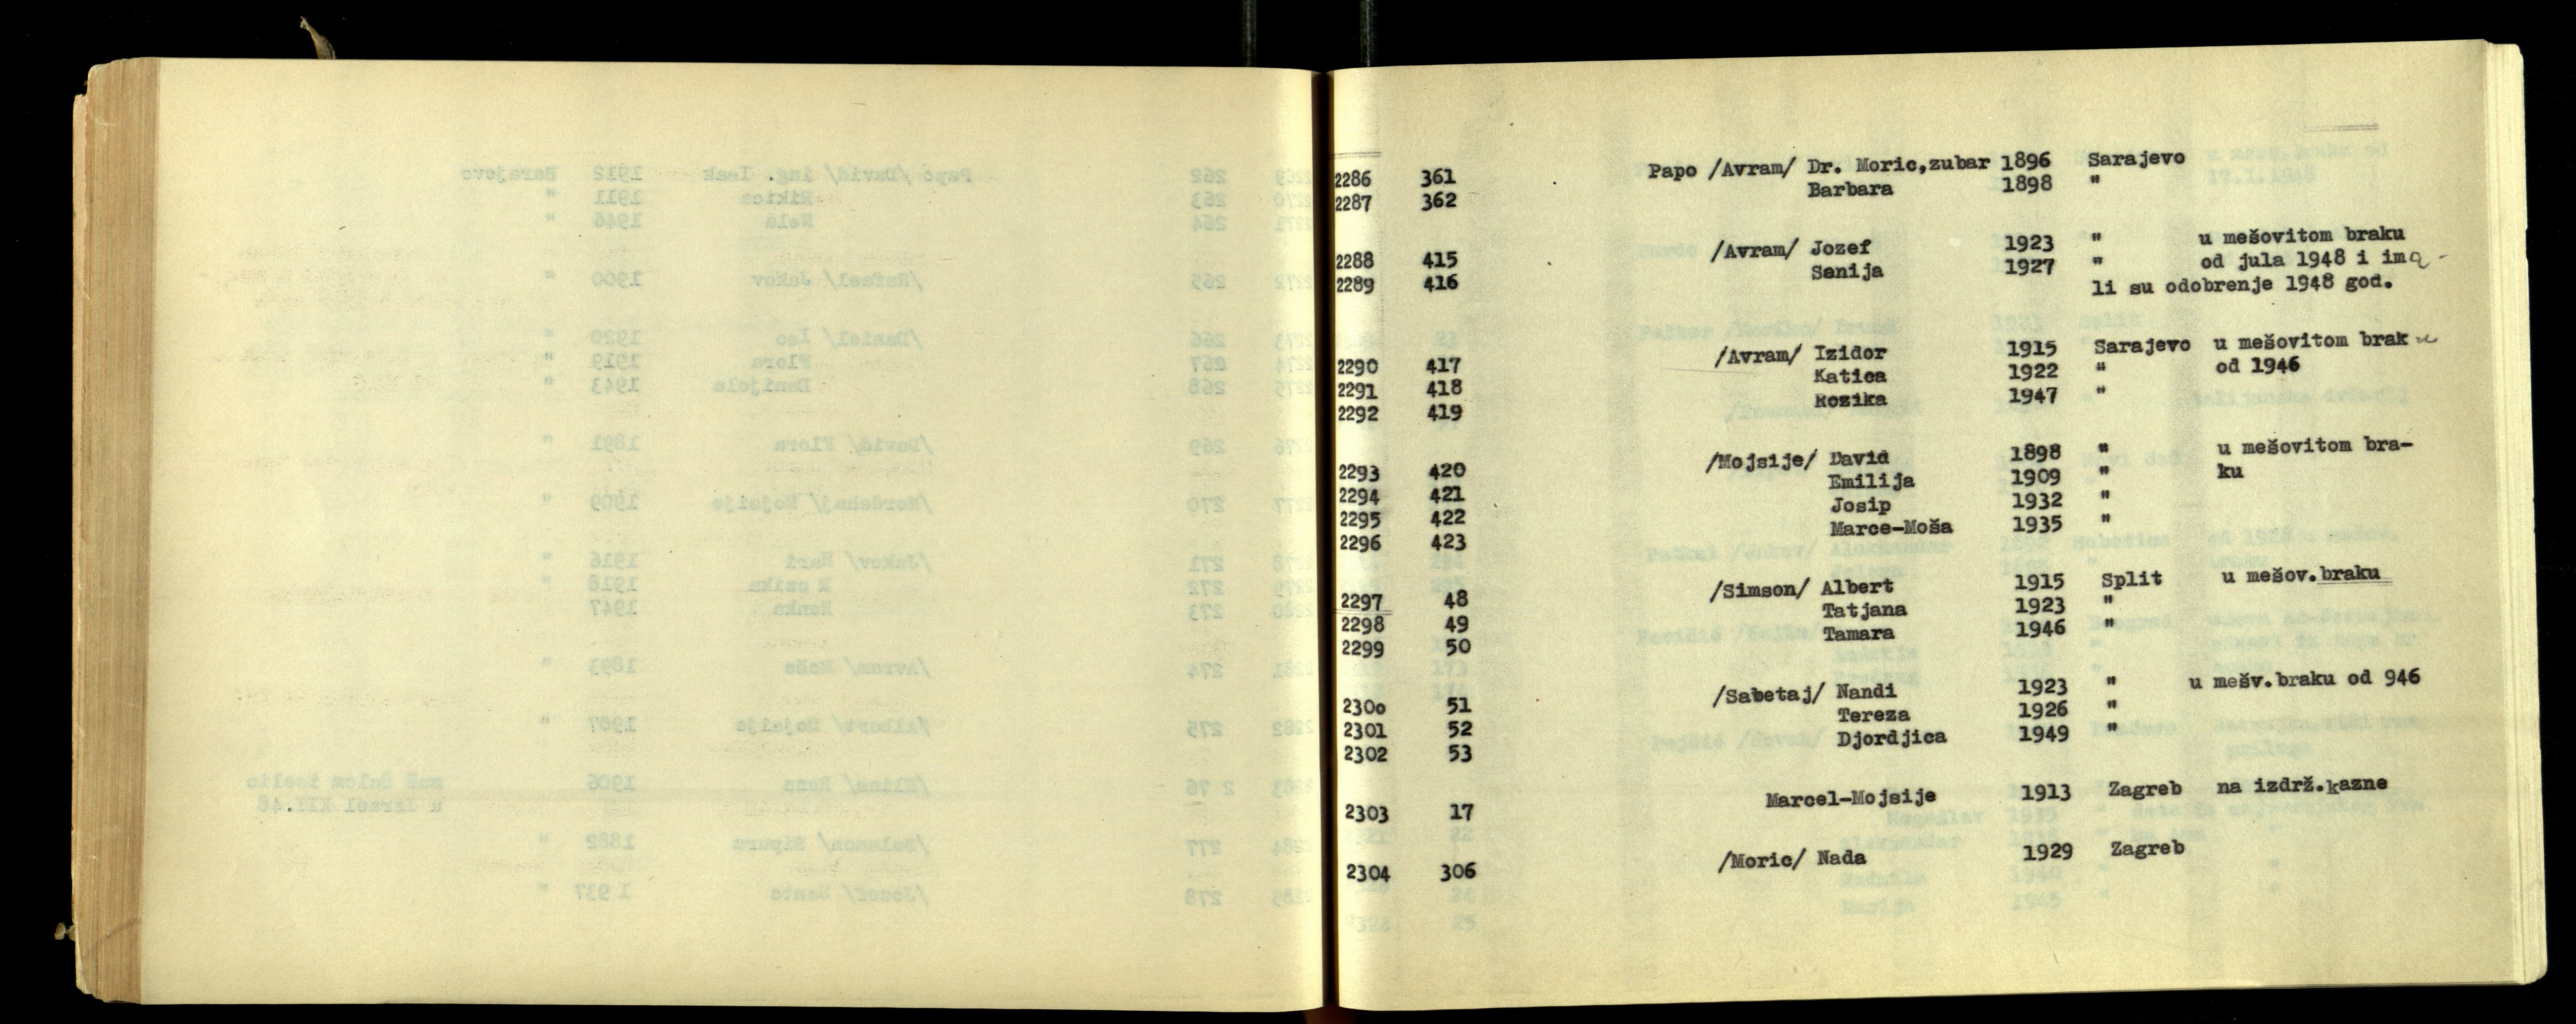 2286 361 Papo /Avram/ Dr. Moric,zubar 1896 Sarajevo
2287 362 Barbara 1898 "
2288 415 /Avram/ Jozef 1923 " u mešovitom braku
2289 416 Senija 1927 " od jula 1948 i ima-
li su odobrenje 1948 god.
2290 417 /Avram/ Izidor 1915 Sarajevo u mešovitom braku
2291 418 Katica 1922 " od 1946
2292 419 Rozika 1947 "
2293 420 /Mojsije/ David 1898 " u mešovitom bra-
2294 421 Emilija 1909 " ku
2295 422 Josip 1932 "
2296 423 Marce-Moša 1935 "
2297 48 /Simson/ Albert 1915 Split u mešov.braku
2298 49 Tatjana 1923 "
2299 50 Tamara 1946 "
2300 51 /Sabetaj/ Nandi 1923 " u mešv.braku od 946
2301 52 Tereza 1926 "
2302 53 Djordjica 1949 "
2303 17 Marcel-Mojsije 1913 Zagreb na izdrž.kazne
2304 306 /Moric/ Nada 1929 Zagreb